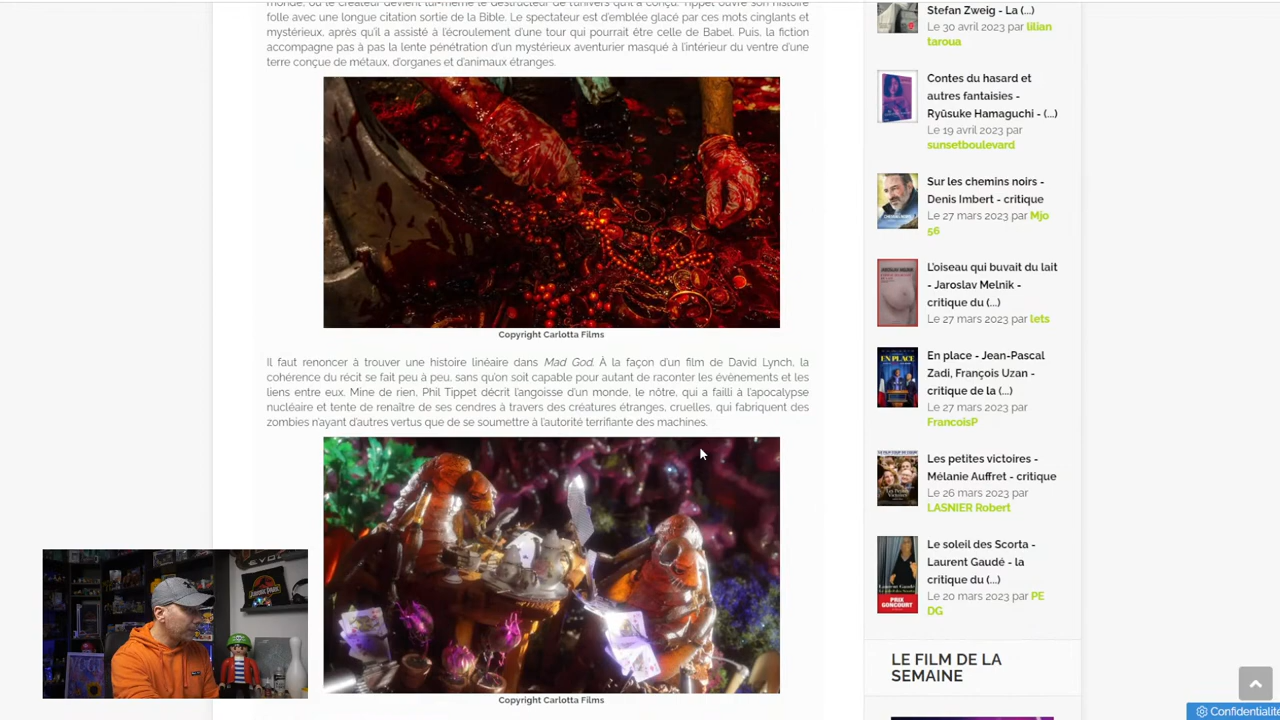 monde, ou le créateur devient lui-même le destructeur de l'univers qu'il a conçu. Tippet ouvre son histoire
folle avec une longue citation sortie de la Bible. Le spectateur est d'emblée glacé par ces mots cinglants et
mystérieux, après qu'il a assisté à l'écroulement d'une tour qui pourrait être celle de Babel. Puis, la fiction
accompagne pas à pas la lente pénétration d'un mystérieux aventurier masqué à l'intérieur du ventre d'une
terre conçue de métaux, d'organes et d'animaux étranges.
Copyright Carlotta Films
Il faut renoncer à trouver une histoire linéaire dans Mad God. À la façon d'un film de David Lynch, la
cohérence du récit se fait peu à peu, sans qu'on soit capable pour autant de raconter les évènements et les
liens entre eux. Mine de rien, Phil Tippet décrit l'angoisse d'un monde, le nôtre, qui a failli à l'apocalypse
nucléaire et tente de renaître de ses cendres à travers des créatures étranges, cruelles, qui fabriquent des
zombies n'ayant d'autres vertus que de se soumettre à l'autorité terrifiante des machines.
Copyright Carlotta Films
Stefan Zweig - La (...)
Le 30 avril 2023 par lilian
taroua
Contes du hasard et
autres fantaisies -
Ryūsuke Hamaguchi - (...)
Le 19 avril 2023 par
sunsetboulevard
Sur les chemins noirs -
Denis Imbert - critique
Le 27 mars 2023 par Mjo
56
L'oiseau qui buvait du lait
- Jaroslav Melnik -
critique du (...)
Le 27 mars 2023 par lets
En place - Jean-Pascal
Zadi, François Uzan -
critique de la (...)
Le 27 mars 2023 par
FrancoisP
EN PLACE
Les petites victoires -
Mélanie Auffret - critique
Le 26 mars 2023 par
LASNIER Robert
Le soleil des Scorta -
Laurent Gaudé - la
critique du (...)
Le 20 mars 2023 par PE
DG
PRIX
GONCOURT
LE FILM DE LA
SEMAINE
Confidentialité
JURASSIC PARK